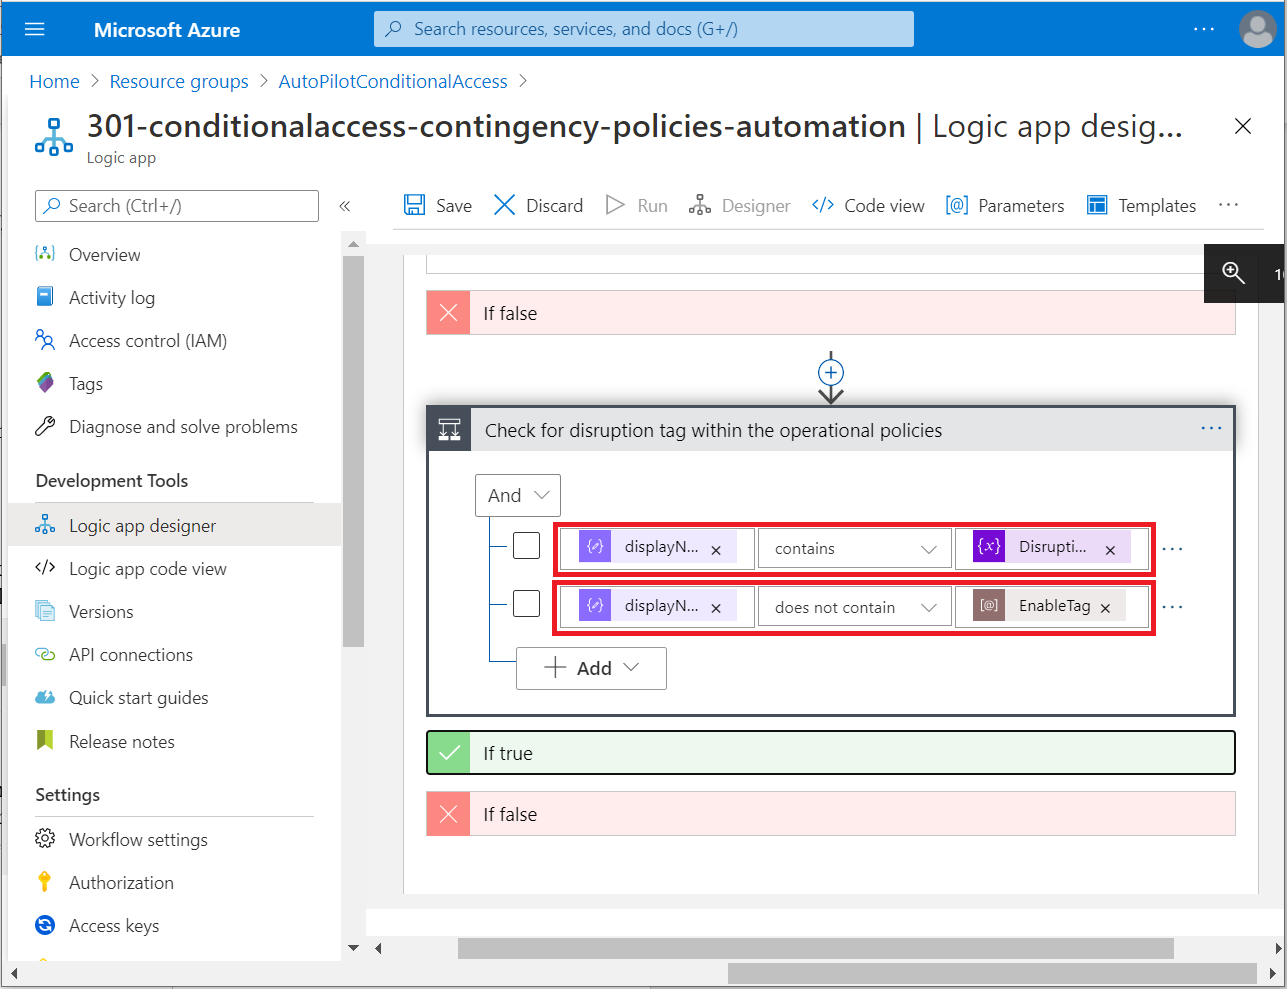 Microsoft Azure
Search resources, services, and docs (G+/)
Home > Resource groups > AutoPilotConditionalAccess >
301-conditionalaccess-contingency-policies-automation | Logic app desig...
Logic app
Search (Ctrl+/)
«
Save
Discard
Run
Designer
</> Code view
[@] Parameters
Templates
...
Overview
Activity log
Access control (IAM)
Tags
Diagnose and solve problems
Development Tools
Logic app designer
</> Logic app code view
Versions
API connections
Quick start guides
Release notes
Settings
Workflow settings
Authorization
Access keys
If false
Check for disruption tag within the operational policies
...
And
displayN... × contains {x} Disrupti... × ...
displayN... × does not contain [@] EnableTag × ...
+ Add
If true
If false